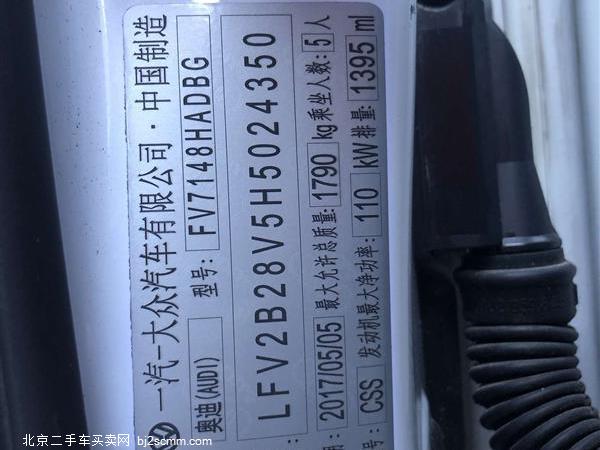 一汽-大众汽车有限公司·中国制造
奥迪(AUDI) 型号: FV7148HADBG
LFV2B28V5H5024350
: 2017/05/05 最大允许总质量: 1790 kg 乘坐人数: 5 人
号: CSS 发动机最大净功率: 110 kW 排量: 1395 ml
北京二手车买卖网 bj2scmm.com